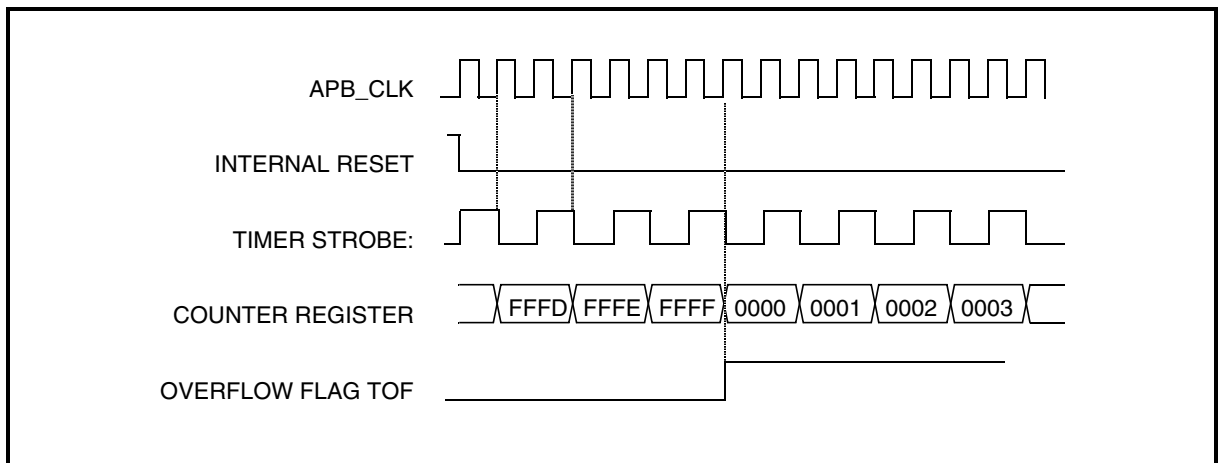 APB_CLK
INTERNAL RESET
TIMER STROBE:
COUNTER REGISTER FFFD FFFE FFFF 0000 0001 0002 0003
OVERFLOW FLAG TOF